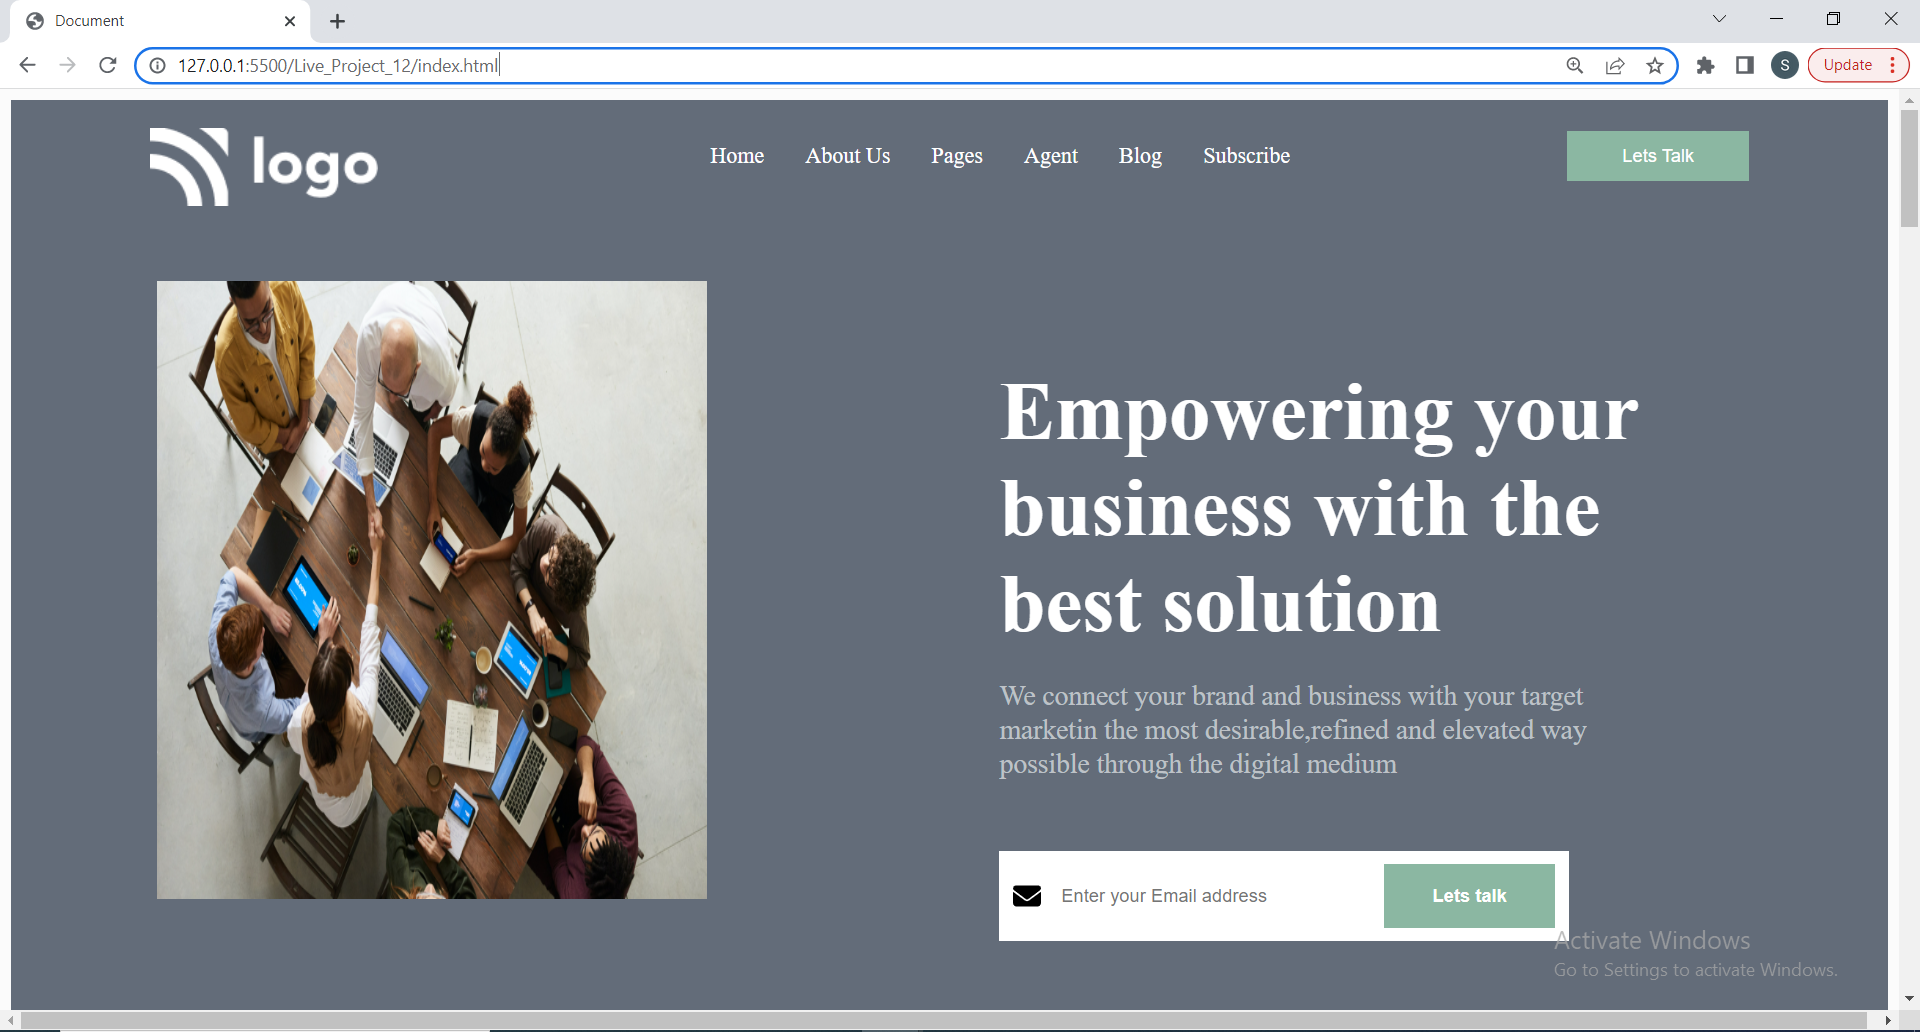 Document
127.0.0.1:5500/Live_Project_12/index.html
S
Update
logo
Home About Us Pages Agent Blog Subscribe
Lets Talk
Empowering your
business with the
best solution
We connect your brand and business with your target
marketin the most desirable,refined and elevated way
possible through the digital medium
Enter your Email address
Lets talk
Activate Windows
Go to Settings to activate Windows.